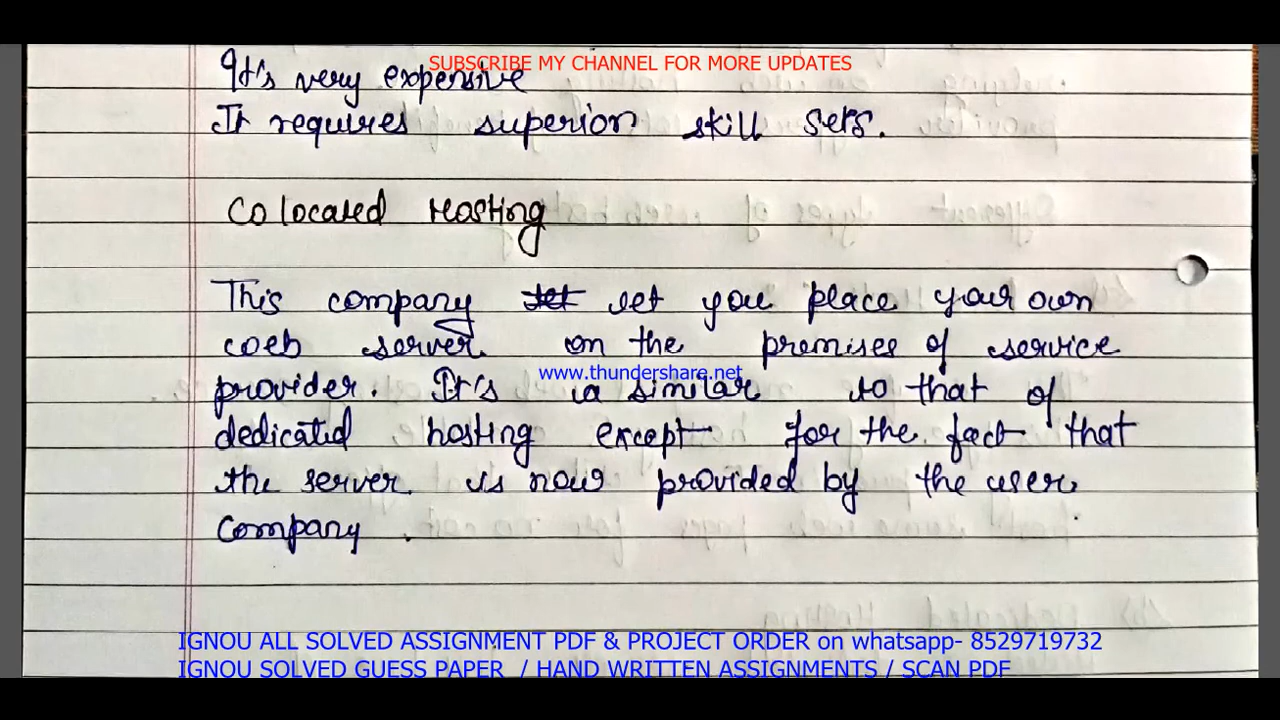 SUBSCRIBE MY CHANNEL FOR MORE UPDATES
It's very expensive
It requires superior skill sets.
Colocated Hosting
This company let let you place your own
web server on the premises of service
www.thundershare.net
provider. It's a similar to that of
dedicated hosting except for the fact that
the server is now provided by the user
company.
IGNOU ALL SOLVED ASSIGNMENT PDF & PROJECT ORDER on whatsapp- 8529719732
IGNOU SOLVED GUESS PAPER / HAND WRITTEN ASSIGNMENTS / SCAN PDF